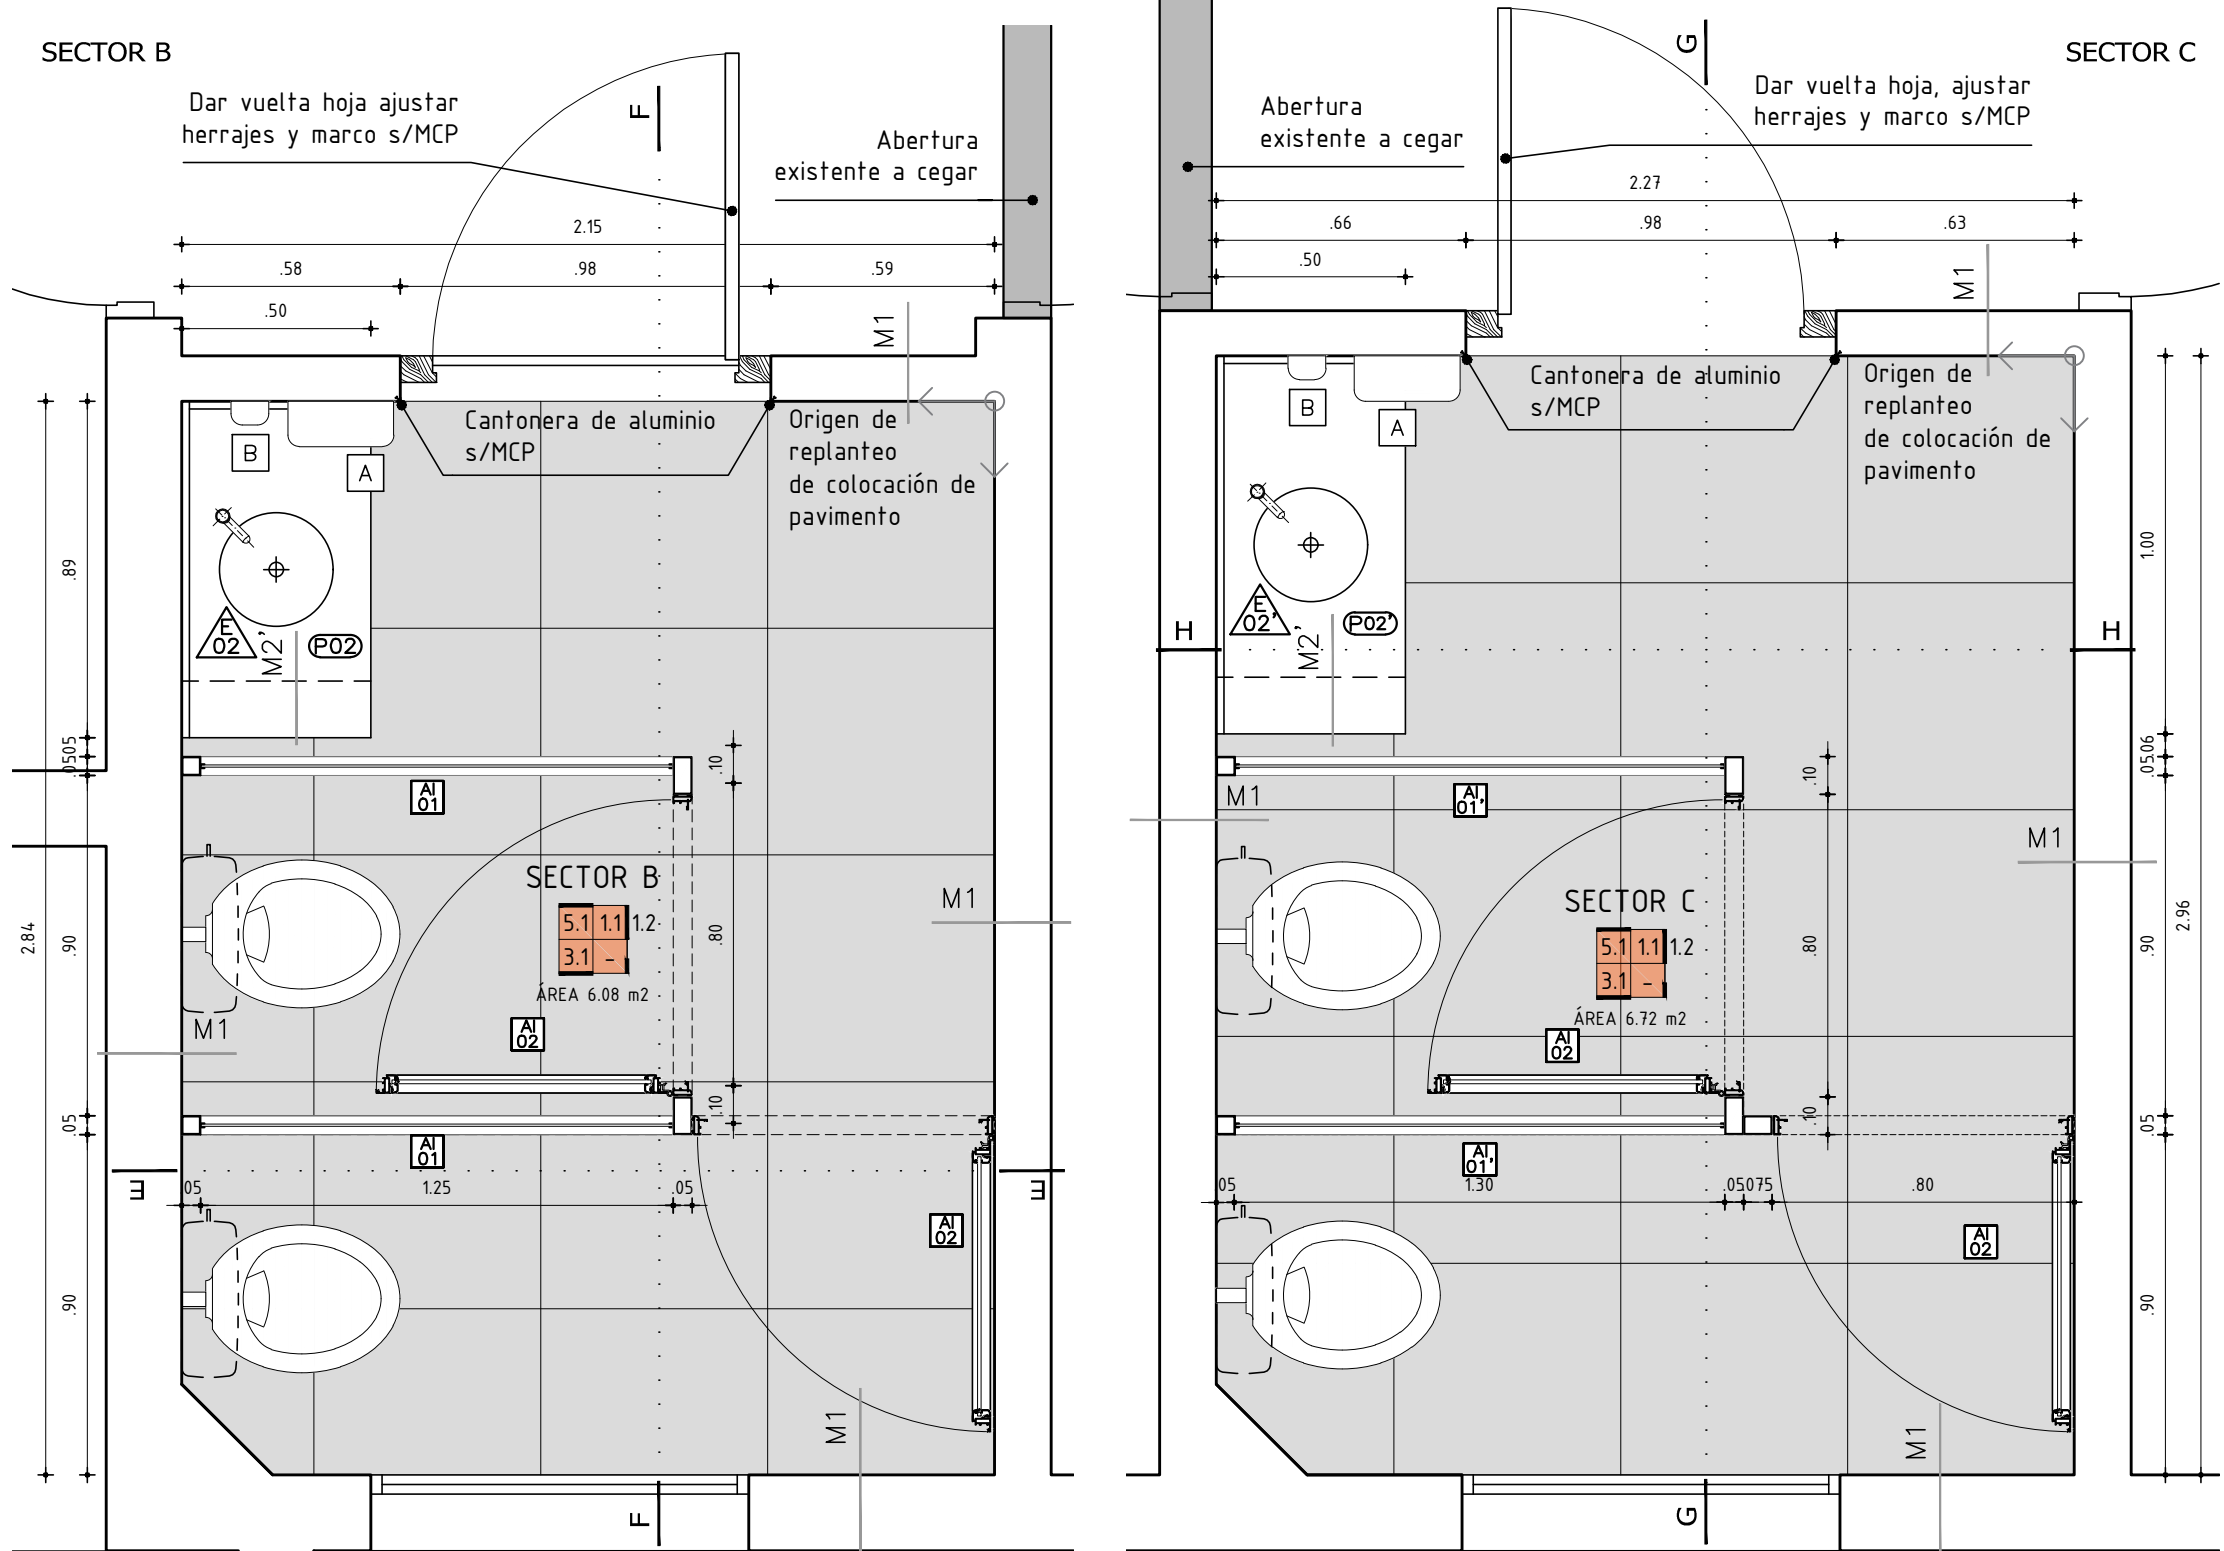 SECTOR B
Dar vuelta hoja ajustar
herrajes y marco s/MCP
F
Abertura
existente a cegar
2.15
.58
.98
.59
.50
M1
Cantonera de aluminio
s/MCP
Origen de
replanteo
de colocación de
pavimento
B
A
E
02
M2'
P02
.89
.05
.05
2.84
.90
.05
.90
AI
01
.10
SECTOR B
5.1
1.1
1.2
3.1
-
ÁREA 6.08 m2
.80
M1
M1
AI
02
.10
AI
01
E
E
05
1.25
.05
AI
02
M1
F
SECTOR C
G
Abertura
existente a cegar
Dar vuelta hoja, ajustar
herrajes y marco s/MCP
2.27
.66
.98
.63
.50
M1
Cantonera de aluminio
s/MCP
Origen de
replanteo
de colocación de
pavimento
B
A
E
02'
M2'
P02'
H
H
1.00
.06
.05
2.96
.90
.05
.90
M1
AI
01'
.10
M1
SECTOR C
5.1
1.1
1.2
3.1
-
ÁREA 6.72 m2
.80
AI
02
.10
AI
01'
05
1.30
.05
075
.80
AI
02
M1
G